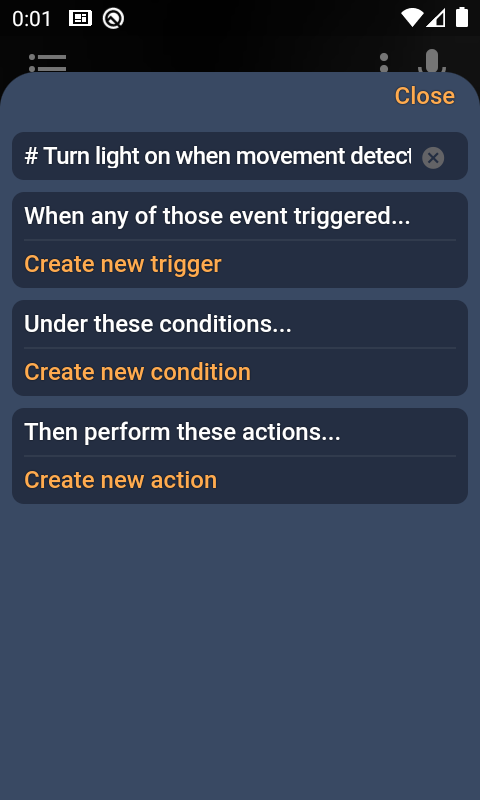 0:01
Close
# Turn light on when movement detect
When any of those event triggered...
Create new trigger
Under these conditions...
Create new condition
Then perform these actions...
Create new action